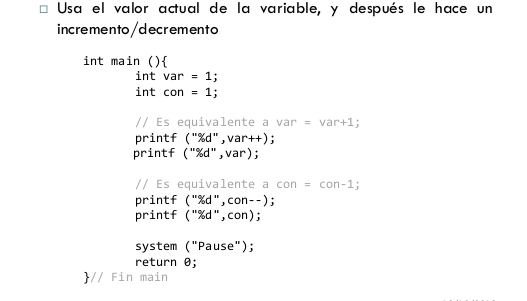 Usa el valor actual de la variable, y después le hace un
incremento/decremento
int main (){
int var = 1;
int con = 1;
// Es equivalente a var = var+1;
printf ("%d",var++);
printf ("%d",var);
// Es equivalente a con = con-1;
printf ("%d",con--);
printf ("%d",con);
system ("Pause");
return 0;
}// Fin main